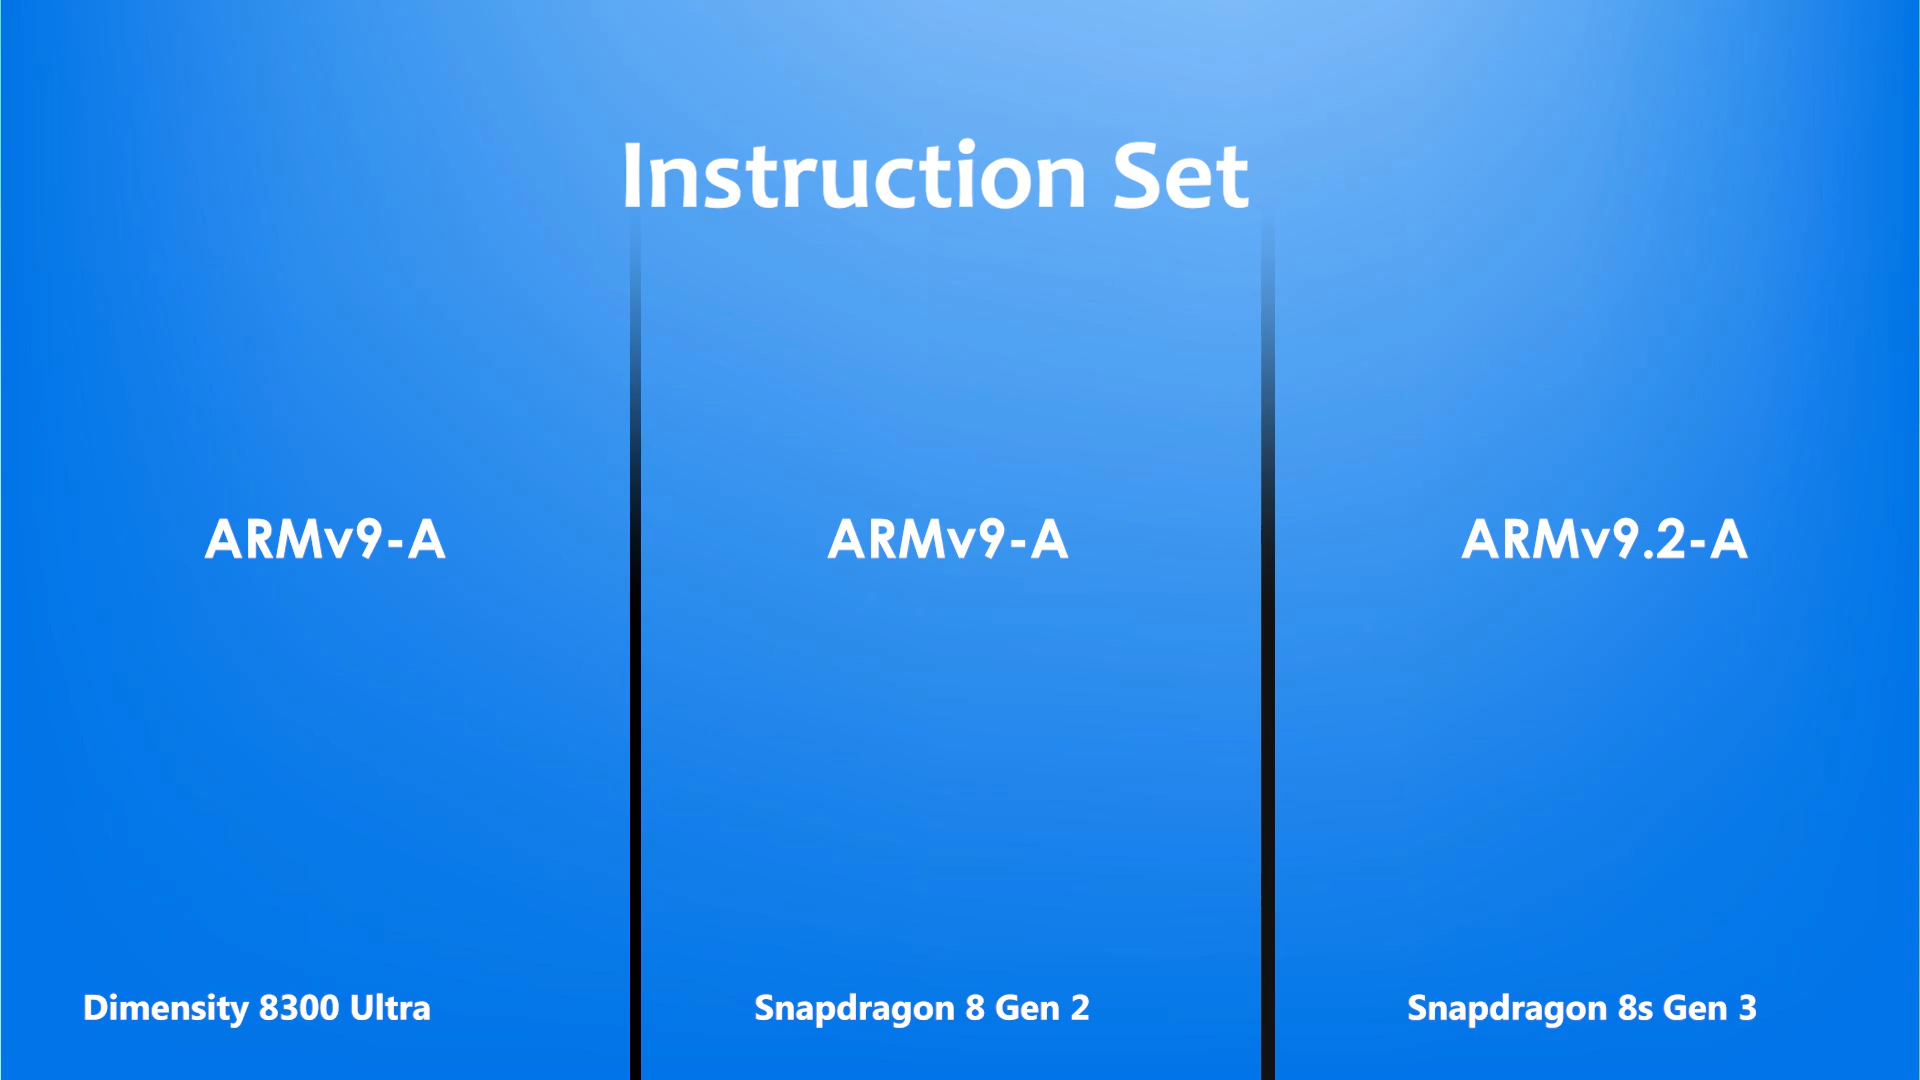 Instruction Set
ARMv9-A
ARMv9-A
ARMv9.2-A
Dimensity 8300 Ultra
Snapdragon 8 Gen 2
Snapdragon 8s Gen 3